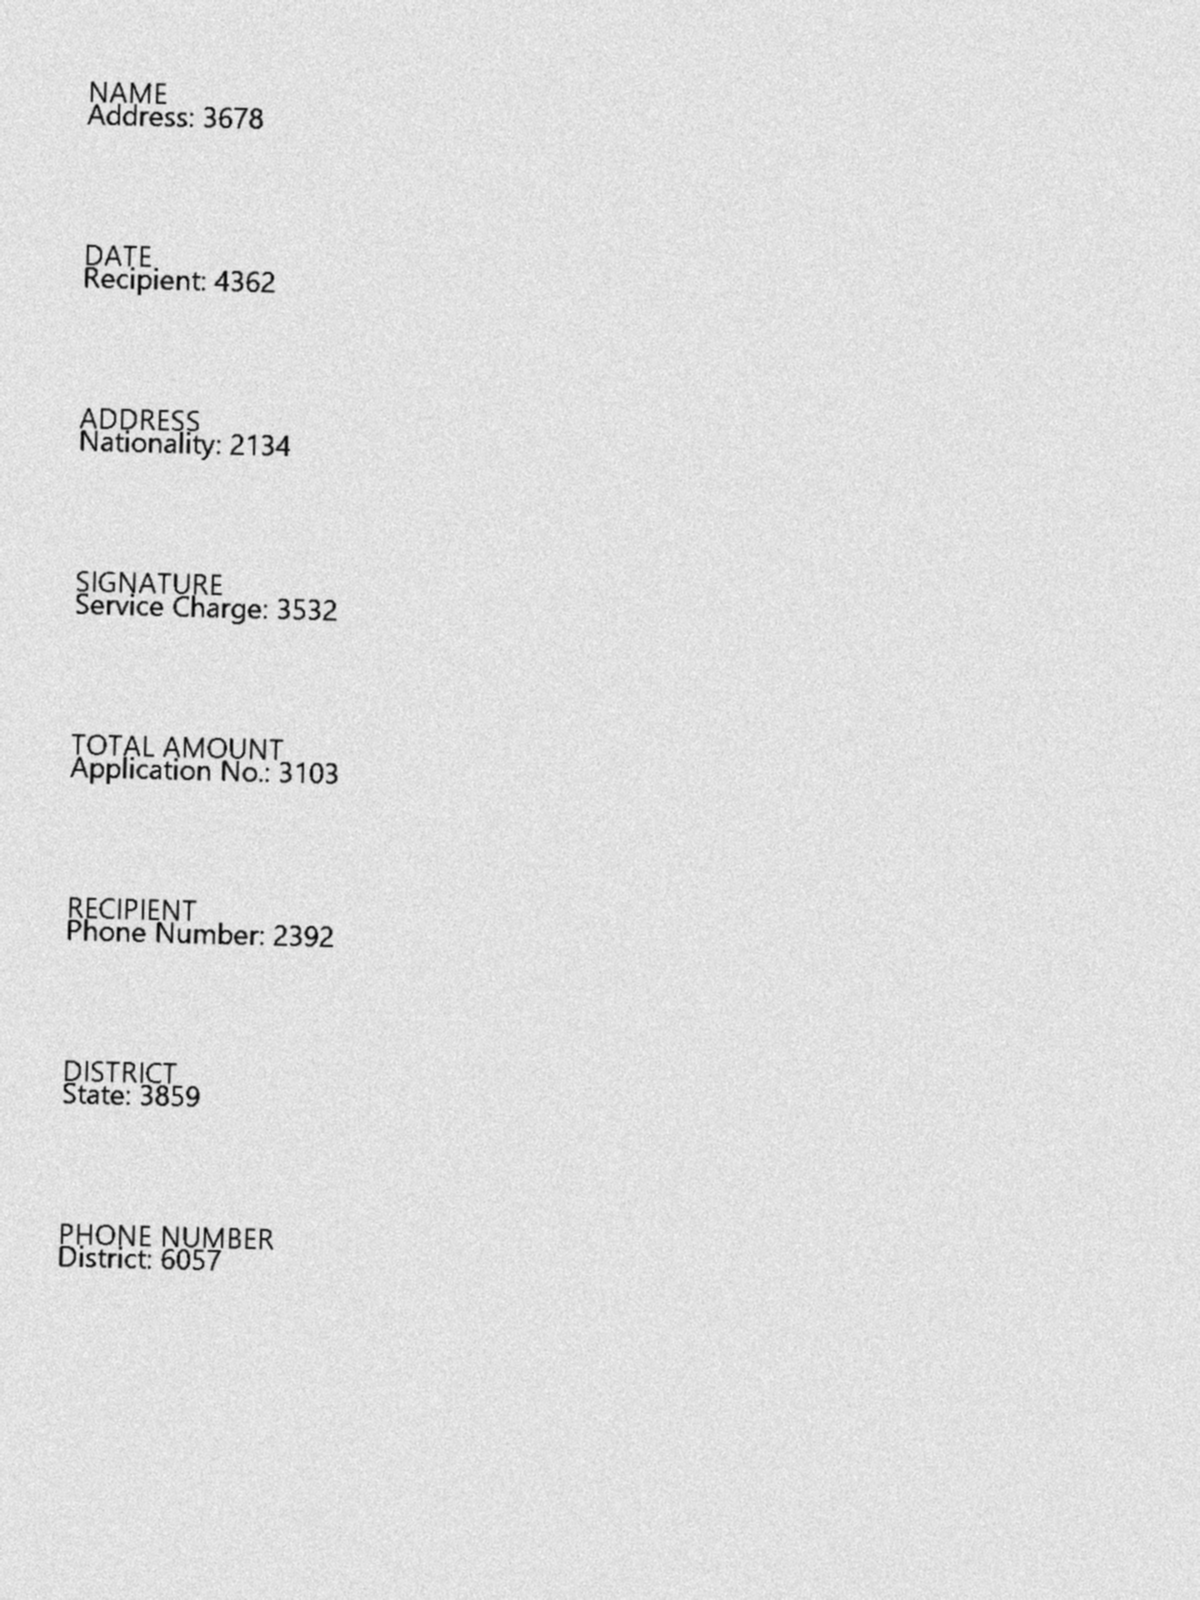 NAME
Address: 3678
DATE
Recipient: 4362
ADDRESS
Nationality: 2134
SIGNATURE
Service Charge: 3532
TOTAL AMOUNT
Application No.: 3103
RECIPIENT
Phone Number: 2392
DISTRICT
State: 3859
PHONE NUMBER
District: 6057